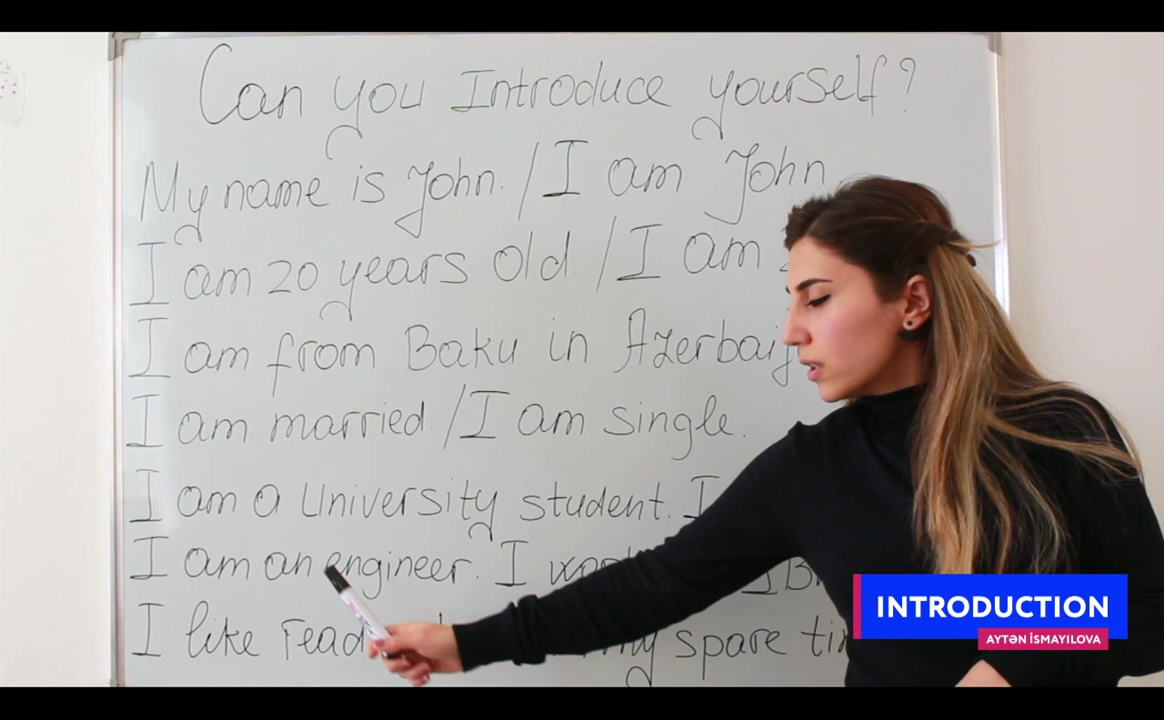 Can you Introduce yourself?
My name is John. / I am John
I am 20 years old. / I am
I am from Baku in Azerbaij
I am married. / I am single.
I am a University student. I
I am an engineer. I
I like spare
INTRODUCTION
AYTƏN İSMAYILOVA